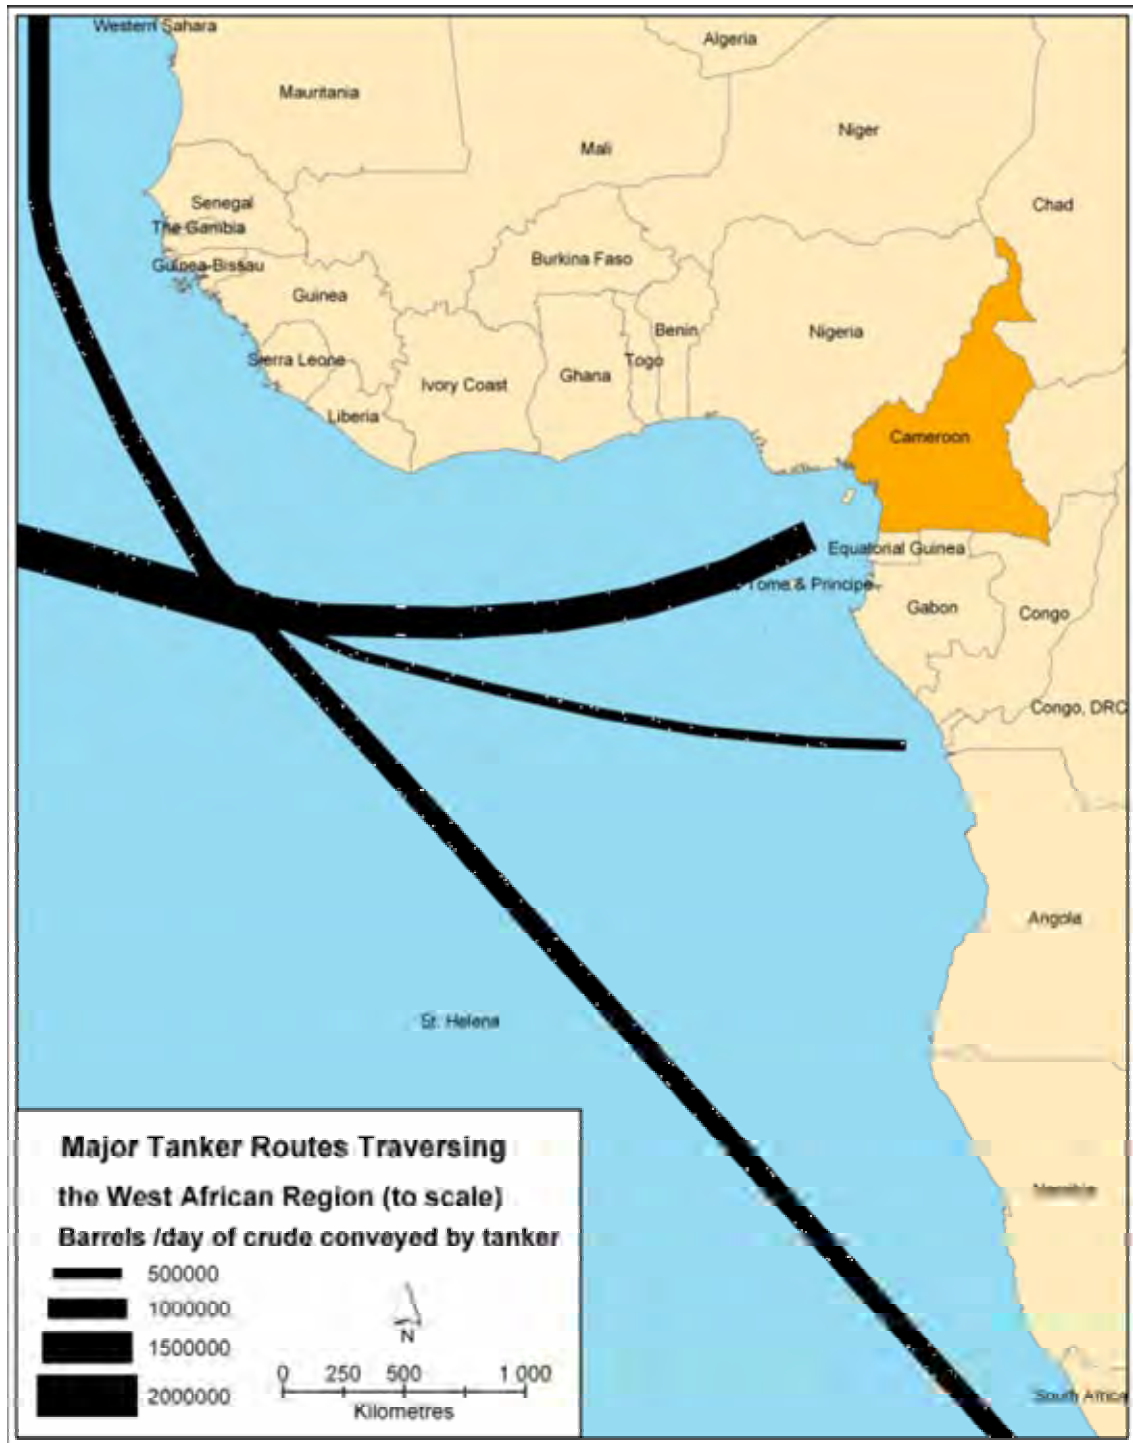 Western Sahara
Algeria
Mauritania
Niger
Mali
Senegal
Chad
The Gambia
Burkina Faso
Guinea-Bissau
Guinea
Benin
Nigeria
Sierra Leone
Togo
Ghana
Ivory Coast
Liberia
Cameroon
Equatorial Guinea
Tome & Principe
Gabon
Congo
Congo, DRC
Angola
St. Helena
Namibia
South Africa
Major Tanker Routes Traversing
the West African Region (to scale)
Barrels /day of crude conveyed by tanker
500000
1000000
1500000
2000000
N
0 250 500 1 000
Kilometres